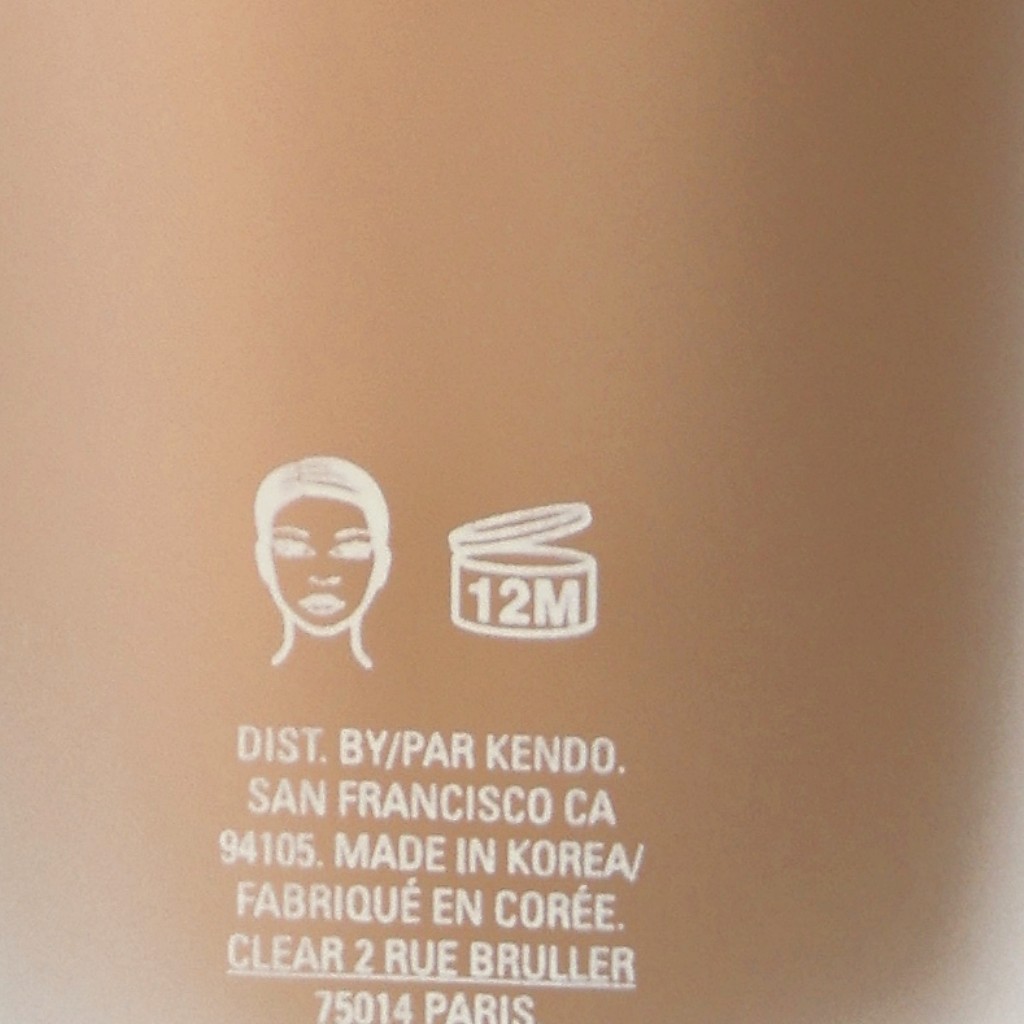 12M
DIST. BY/PAR KENDO.
SAN FRANCISCO CA
94105. MADE IN KOREA/
FABRIQUÉ EN CORÉE.
CLEAR 2 RUE BRULLER
75014 PARIS